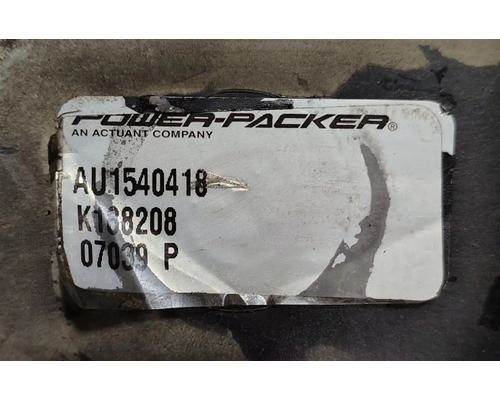 POWER-PACKER®
AN ACTUANT COMPANY
AU1540418
K138208
07039 P